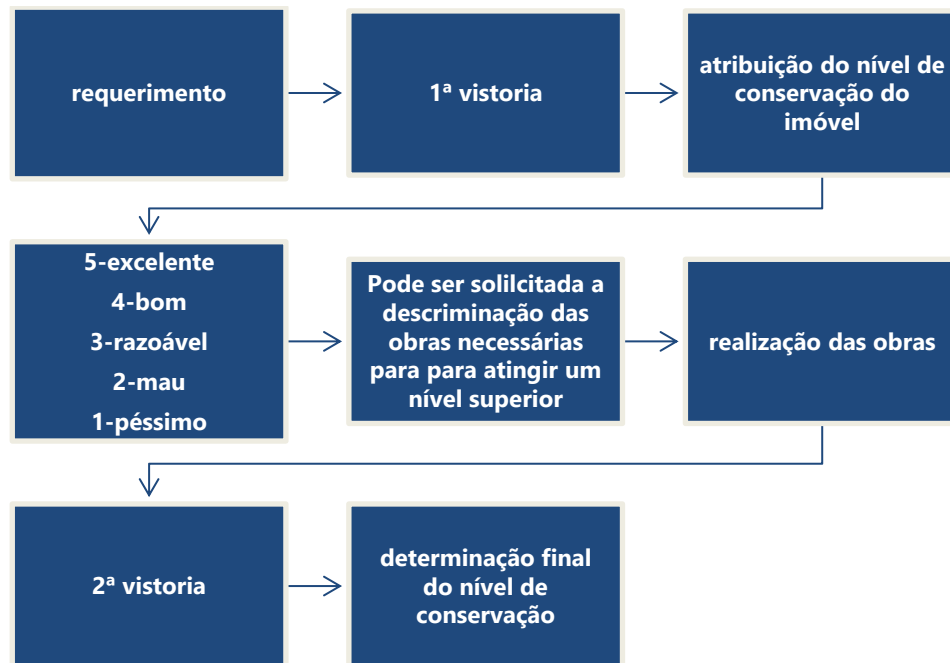 requerimento
1ª vistoria
atribuição do nível de
conservação do
imóvel
5-excelente
4-bom
3-razoável
2-mau
1-péssimo
Pode ser solilcitada a
descriminação das
obras necessárias
para para atingir um
nível superior
realização das obras
2ª vistoria
determinação final
do nível de
conservação